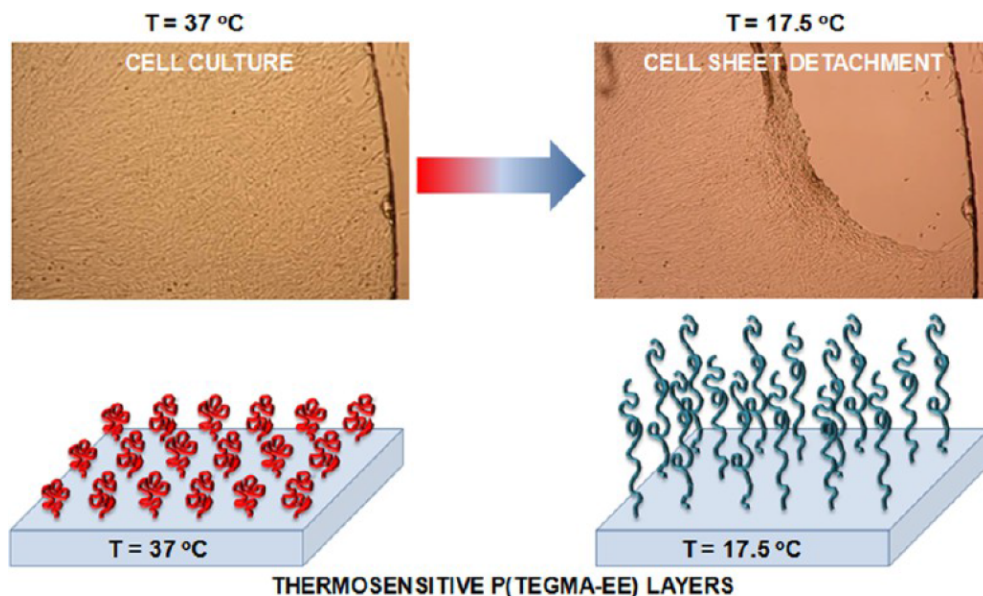 T = 37 ºC
T = 17.5 ºC
CELL CULTURE
CELL SHEET DETACHMENT
T = 37 ºC
T = 17.5 ºC
THERMOSENSITIVE P(TEGMA-EE) LAYERS